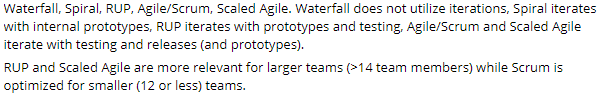 Waterfall, Spiral, RUP, Agile/Scrum, Scaled Agile. Waterfall does not utilize iterations, Spiral iterates
with internal prototypes, RUP iterates with prototypes and testing, Agile/Scrum and Scaled Agile
iterate with testing and releases (and prototypes).
RUP and Scaled Agile are more relevant for larger teams (>14 team members) while Scrum is
optimized for smaller (12 or less) teams.